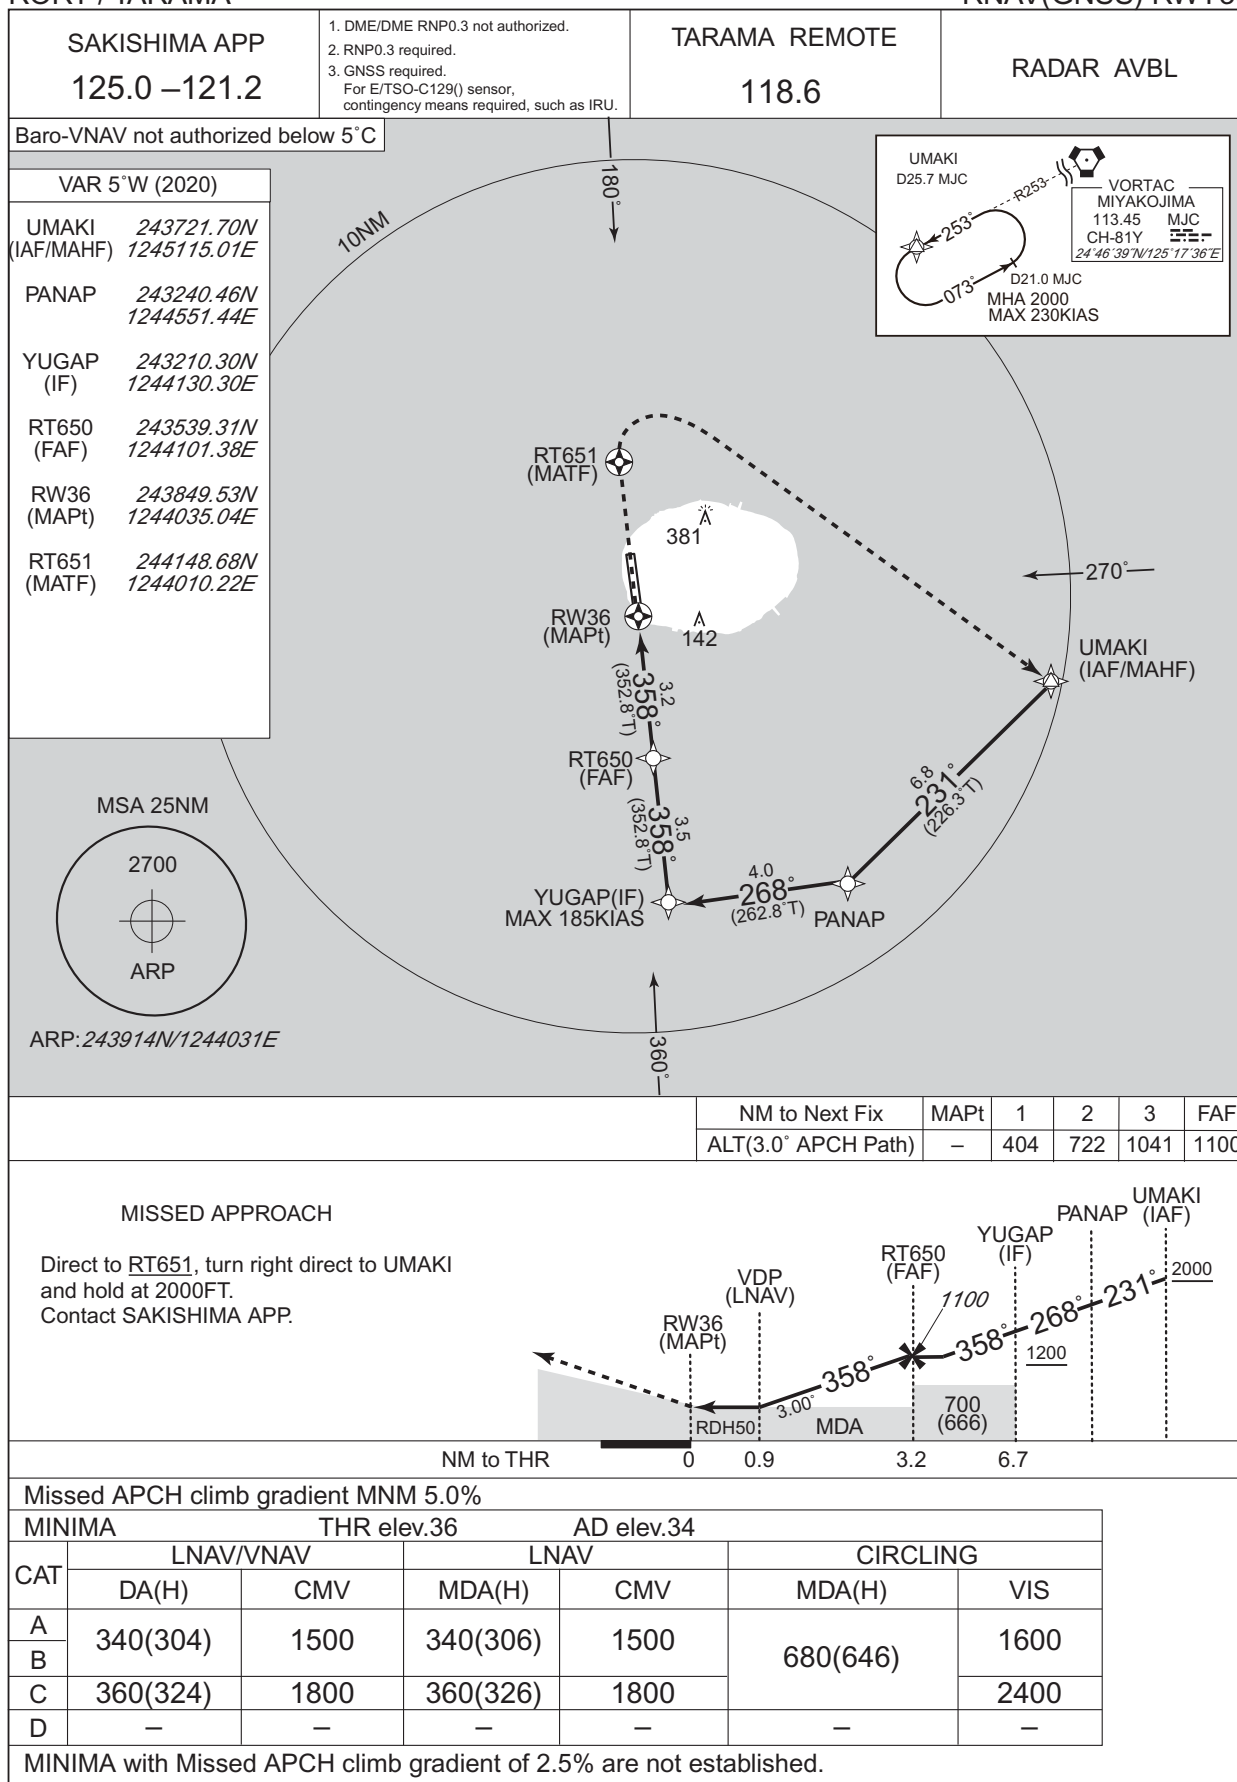 SAKISHIMA APP
125.0 –121.2
1. DME/DME RNP0.3 not authorized.
2. RNP0.3 required.
3. GNSS required.
For E/TSO-C129() sensor,
contingency means required, such as IRU.
TARAMA REMOTE
118.6
RADAR AVBL
Baro-VNAV not authorized below 5˚C
VAR 5˚W (2020)
UMAKI 243721.70N
(IAF/MAHF) 1245115.01E
PANAP 243240.46N
1244551.44E
YUGAP 243210.30N
(IF) 1244130.30E
RT650 243539.31N
(FAF) 1244101.38E
RW36 243849.53N
(MAPt) 1244035.04E
RT651 244148.68N
(MATF) 1244010.22E
10NM
180˚
UMAKI
D25.7 MJC
R253
253˚
073˚
D21.0 MJC
MHA 2000
MAX 230KIAS
VORTAC
MIYAKOJIMA
113.45 MJC
CH-81Y
24˚46´39˝N/125˚17´36˝E
RT651
(MATF)
381
270˚
RW36
(MAPt)
142
UMAKI
(IAF/MAHF)
3.2
358˚
(352.8˚T)
RT650
(FAF)
6.8
231˚
(226.3˚T)
3.5
358˚
(352.8˚T)
4.0
268˚
(262.8˚T)
YUGAP(IF)
MAX 185KIAS
PANAP
360˚
MSA 25NM
2700
ARP
ARP:243914N/1244031E
NM to Next Fix MAPt 1 2 3 FAF
ALT(3.0˚ APCH Path) – 404 722 1041 1100
MISSED APPROACH
Direct to RT651, turn right direct to UMAKI
and hold at 2000FT.
Contact SAKISHIMA APP.
RW36
(MAPt)
VDP
(LNAV)
RT650
(FAF)
YUGAP
(IF)
PANAP
UMAKI
(IAF)
1100
358˚
358˚
268˚
231˚
2000
1200
3.00˚
RDH50
MDA
700
(666)
NM to THR 0 0.9 3.2 6.7
Missed APCH climb gradient MNM 5.0%
MINIMA THR elev.36 AD elev.34
CAT LNAV/VNAV LNAV CIRCLING
DA(H) CMV MDA(H) CMV MDA(H) VIS
A
B
340(304) 1500 340(306) 1500 680(646) 1600
C 360(324) 1800 360(326) 1800 2400
D – – – – – –
MINIMA with Missed APCH climb gradient of 2.5% are not established.